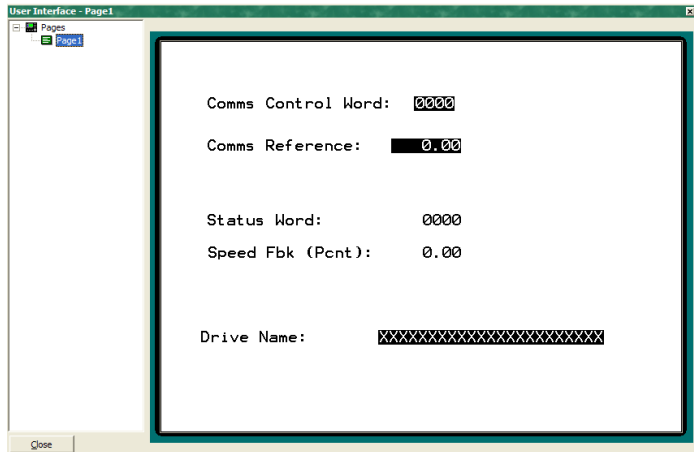 User Interface - Page1
Pages
Page1
Comms Control Word: 0000
Comms Reference: 0.00
Status Word: 0000
Speed Fbk (Pcnt): 0.00
Drive Name: XXXXXXXXXXXXXXXXXXXXXXX
Close